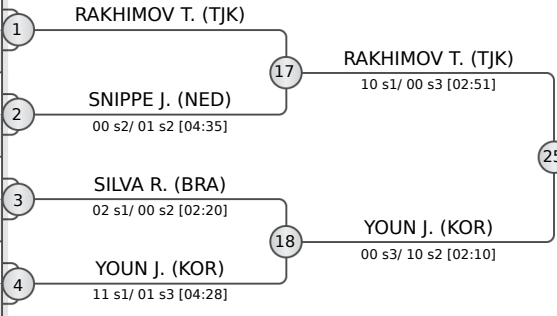 1
RAKHIMOV T. (TJK)
17
RAKHIMOV T. (TJK)
10 s1/ 00 s3 [02:51]
2
SNIPPE J. (NED)
00 s2/ 01 s2 [04:35]
25
3
SILVA R. (BRA)
02 s1/ 00 s2 [02:20]
18
YOUN J. (KOR)
00 s3/ 10 s2 [02:10]
4
YOUN J. (KOR)
11 s1/ 01 s3 [04:28]